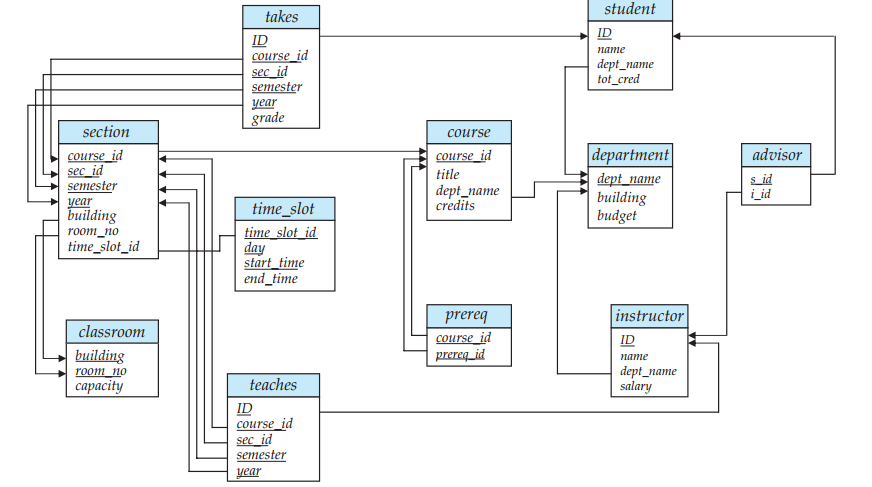 takes
ID
course_id
sec_id
semester
year
grade
student
ID
name
dept_name
tot_cred
section
course_id
sec_id
semester
year
building
room_no
time_slot_id
course
course_id
title
dept_name
credits
department
dept_name
building
budget
advisor
s_id
i_id
time_slot
time_slot_id
day
start_time
end_time
prereq
course_id
prereq_id
instructor
ID
name
dept_name
salary
classroom
building
room_no
capacity
teaches
ID
course_id
sec_id
semester
year